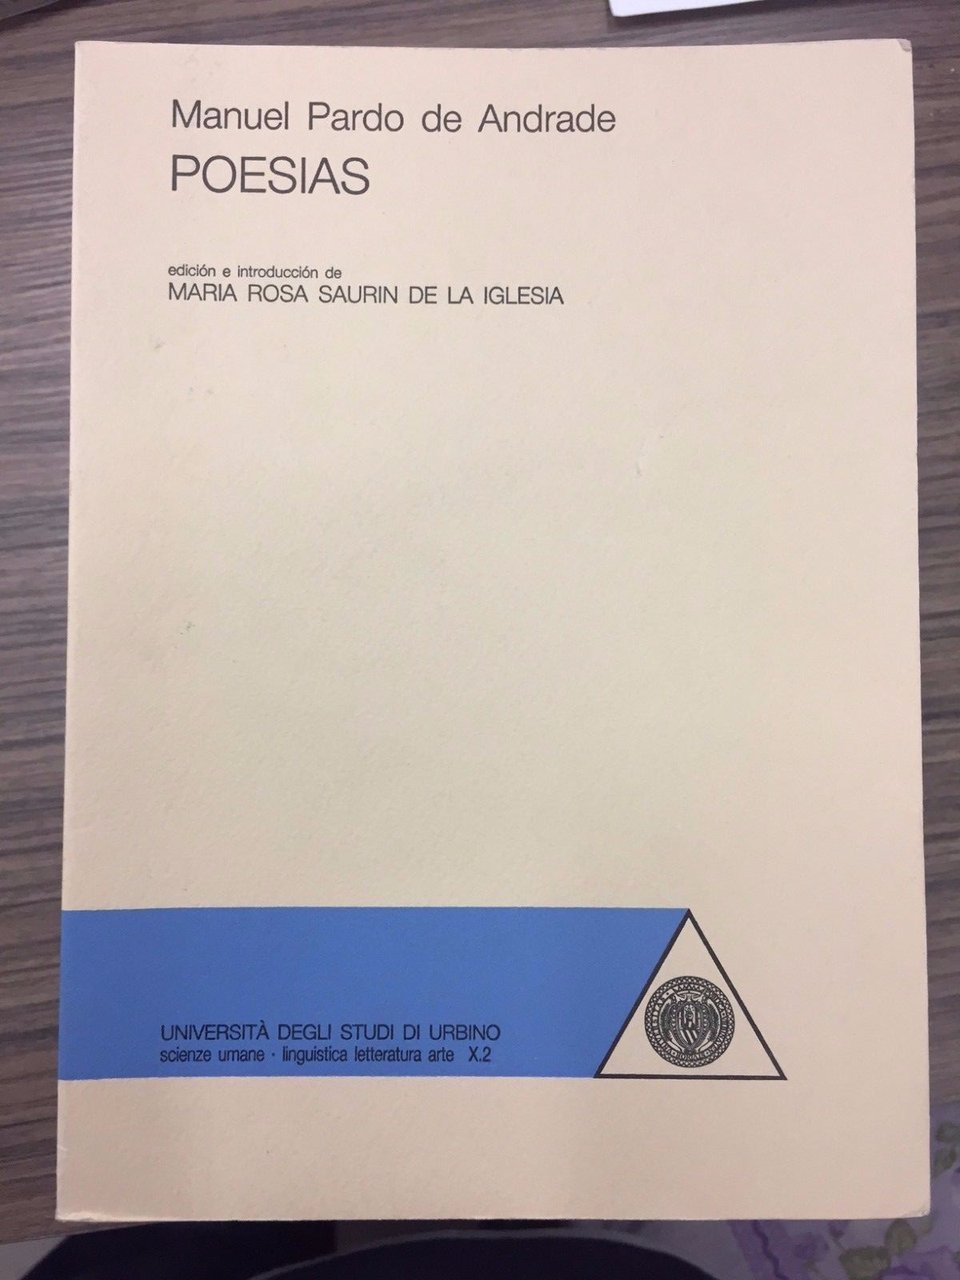 Manuel Pardo de Andrade
POESIAS
edición e introducción de
MARIA ROSA SAURIN DE LA IGLESIA
UNIVERSITÀ DEGLI STUDI DI URBINO
scienze umane · linguistica letteratura arte X.2